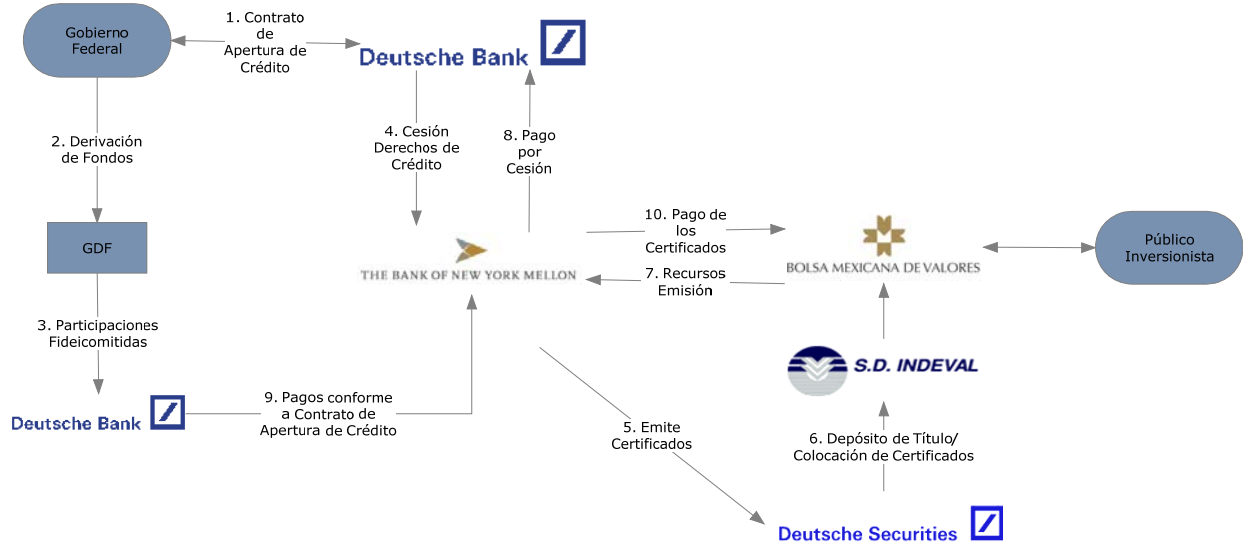 Gobierno
Federal
1. Contrato
de
Apertura de
Crédito
Deutsche Bank
2. Derivación
de Fondos
4. Cesión
Derechos de
Crédito
8. Pago
por
Cesión
GDF
THE BANK OF NEW YORK MELLON
10. Pago de
los
Certificados
7. Recursos
Emisión
BOLSA MEXICANA DE VALORES
Público
Inversionista
3. Participaciones
Fideicomitidas
S.D. INDEVAL
Deutsche Bank
9. Pagos conforme
a Contrato de
Apertura de Crédito
5. Emite
Certificados
6. Depósito de Título/
Colocación de Certificados
Deutsche Securities